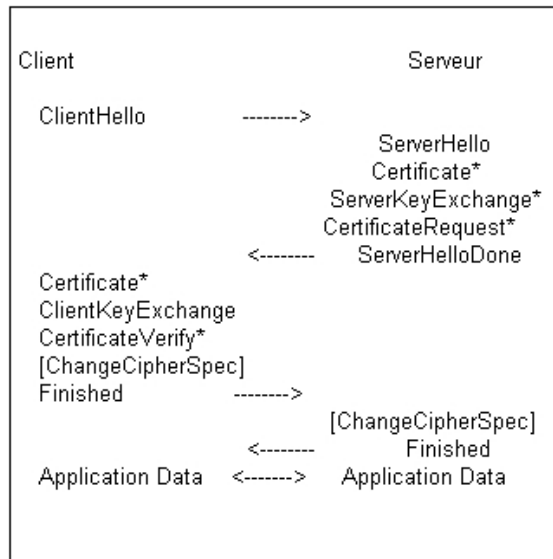 Client Serveur
ClientHello -------->
ServerHello
Certificate*
ServerKeyExchange*
CertificateRequest*
<-------- ServerHelloDone
Certificate*
ClientKeyExchange
CertificateVerify*
[ChangeCipherSpec]
Finished -------->
[ChangeCipherSpec]
<-------- Finished
Application Data <-------> Application Data